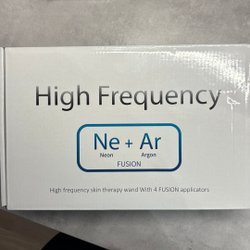 High Frequency
Ne + Ar
Neon Argon
FUSION
High frequency skin therapy wand With 4 FUSION applicators